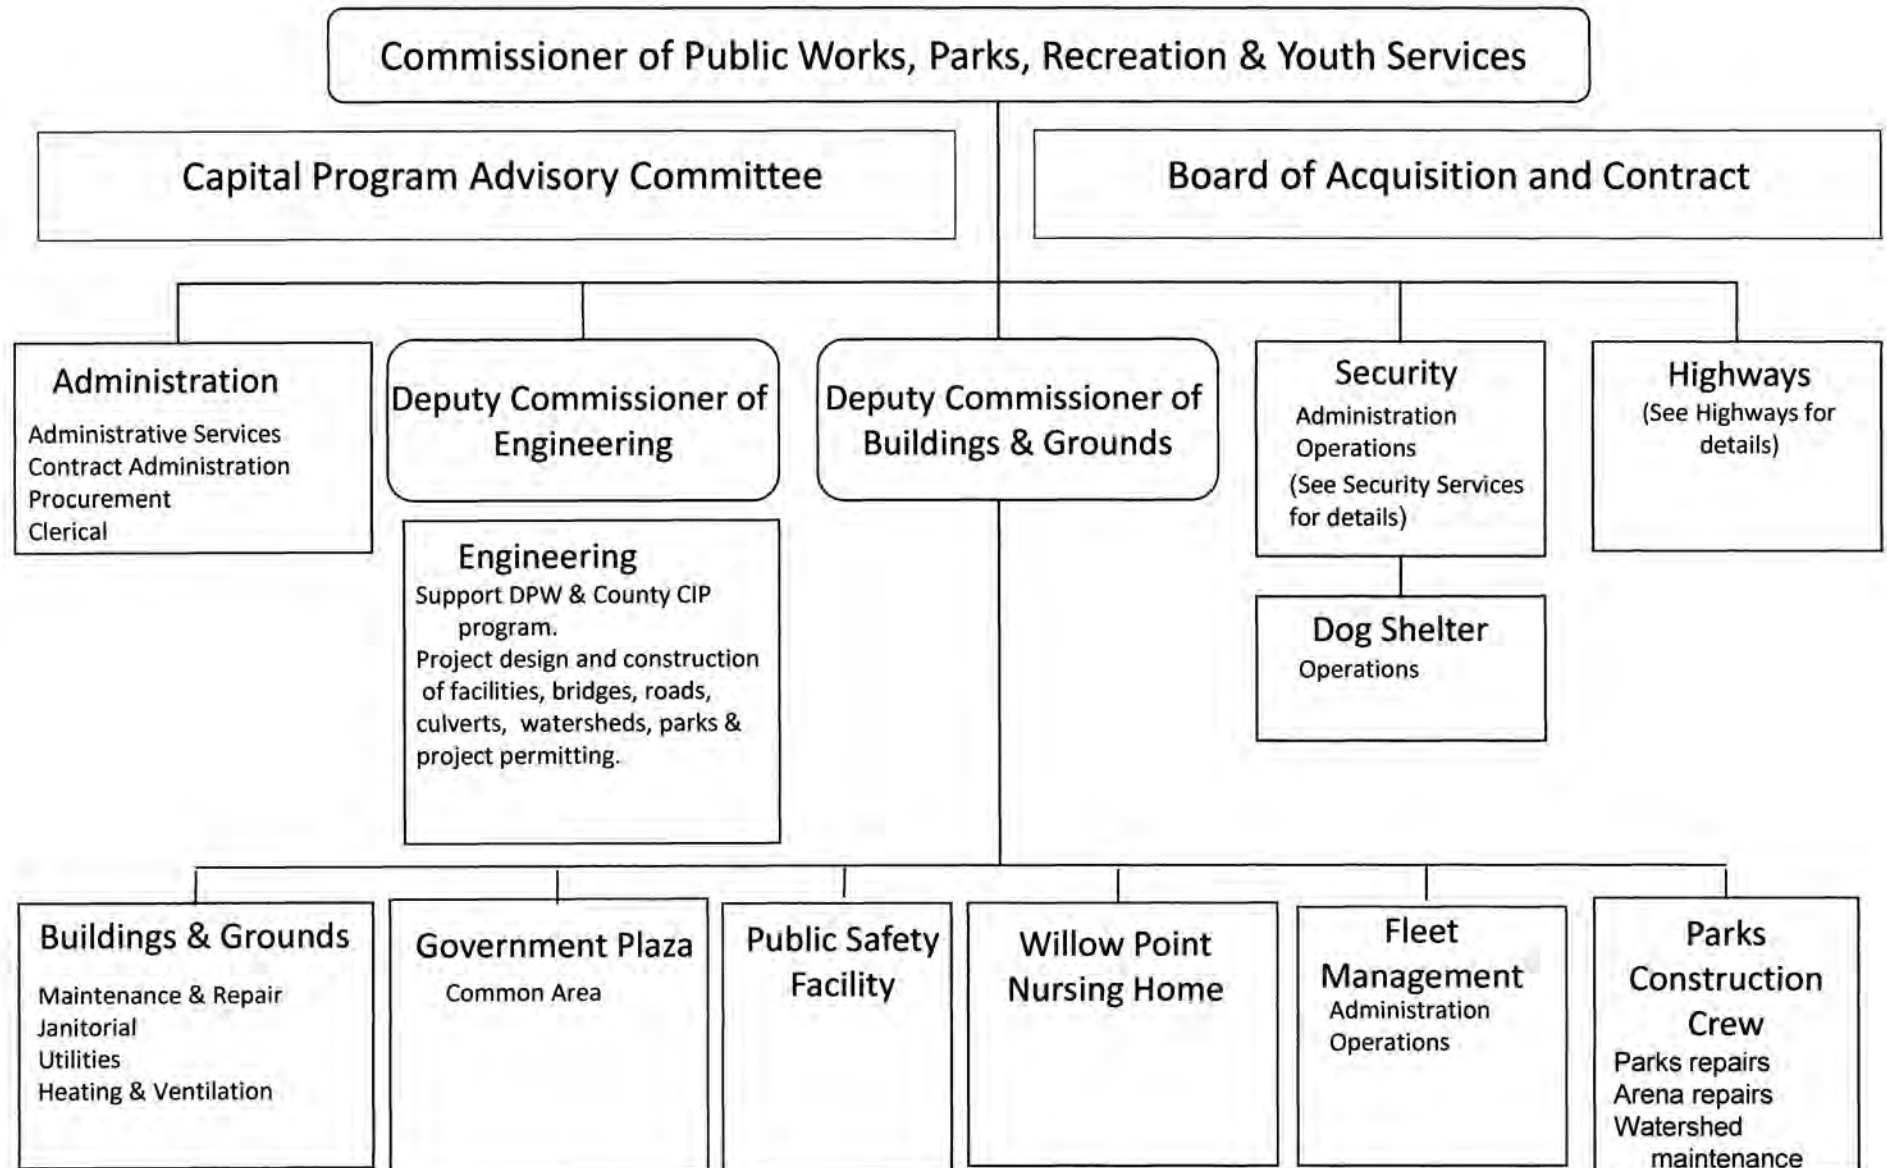 Commissioner of Public Works, Parks, Recreation & Youth Services
Capital Program Advisory Committee
Board of Acquisition and Contract
Administration
Administrative Services
Contract Administration
Procurement
Clerical
Deputy Commissioner of
Engineering
Deputy Commissioner of
Buildings & Grounds
Security
Administration
Operations
(See Security Services
for details)
Highways
(See Highways for
details)
Engineering
Support DPW & County CIP
program.
Project design and construction
of facilities, bridges, roads,
culverts, watersheds, parks &
project permitting.
Dog Shelter
Operations
Buildings & Grounds
Maintenance & Repair
Janitorial
Utilities
Heating & Ventilation
Government Plaza
Common Area
Public Safety
Facility
Willow Point
Nursing Home
Fleet
Management
Administration
Operations
Parks
Construction
Crew
Parks repairs
Arena repairs
Watershed
maintenance